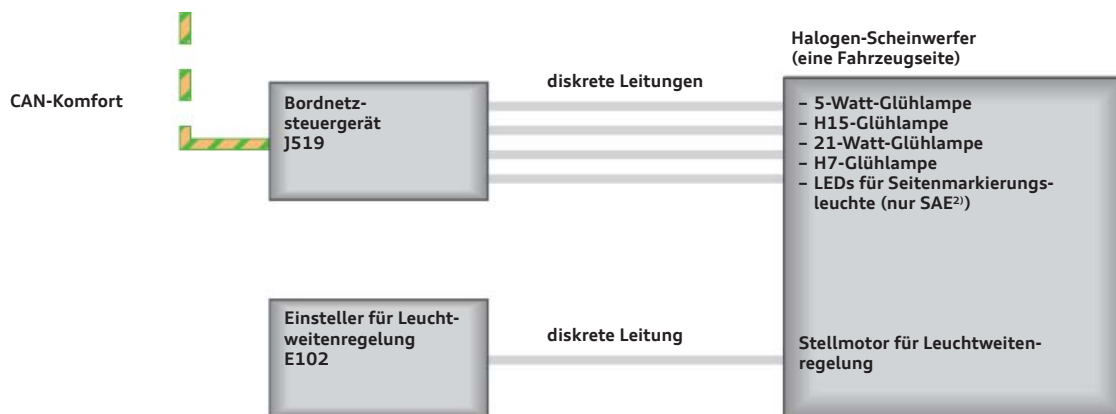 Halogen-Scheinwerfer
(eine Fahrzeugseite)
CAN-Komfort
Bordnetz-
steuergerät
J519
diskrete Leitungen
– 5-Watt-Glühlampe
– H15-Glühlampe
– 21-Watt-Glühlampe
– H7-Glühlampe
– LEDs für Seitenmarkierungs-
leuchte (nur SAE²⁾)
Einsteller für Leucht-
weitenregelung
E102
diskrete Leitung
Stellmotor für Leuchtweiten-
regelung